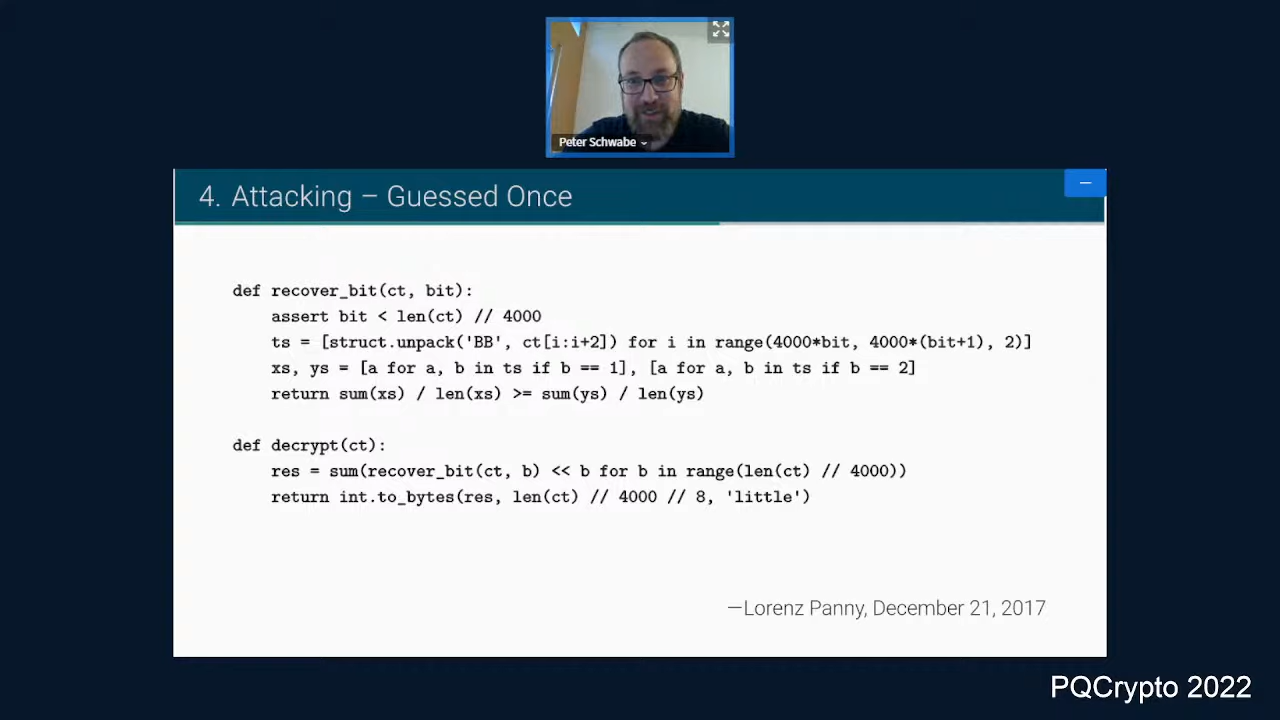 Peter Schwabe
4. Attacking – Guessed Once
def recover_bit(ct, bit):
assert bit < len(ct) // 4000
ts = [struct.unpack('BB', ct[i:i+2]) for i in range(4000*bit, 4000*(bit+1), 2)]
xs, ys = [a for a, b in ts if b == 1], [a for a, b in ts if b == 2]
return sum(xs) / len(xs) >= sum(ys) / len(ys)
def decrypt(ct):
res = sum(recover_bit(ct, b) << b for b in range(len(ct) // 4000))
return int.to_bytes(res, len(ct) // 4000 // 8, 'little')
—Lorenz Panny, December 21, 2017
PQCrypto 2022